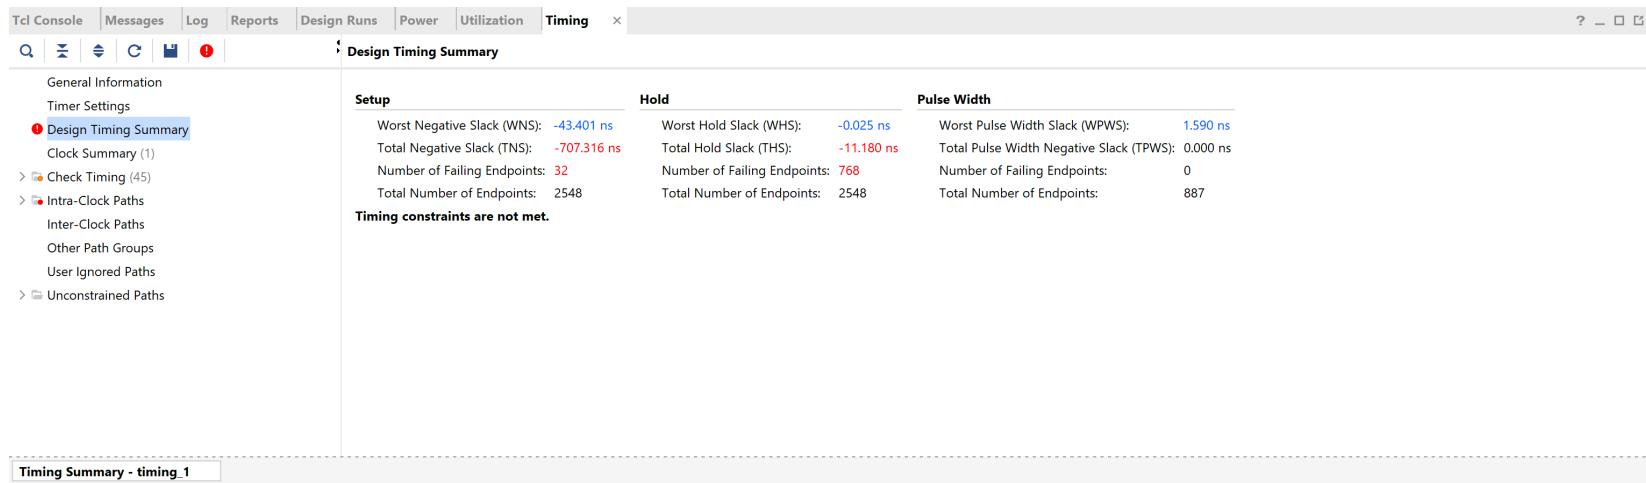 Tcl Console Messages Log Reports Design Runs Power Utilization Timing × ?
Design Timing Summary
General Information
Timer Settings
Design Timing Summary
Clock Summary (1)
Check Timing (45)
Intra-Clock Paths
Inter-Clock Paths
Other Path Groups
User Ignored Paths
Unconstrained Paths
Setup Hold Pulse Width
Worst Negative Slack (WNS): -43.401 ns Worst Hold Slack (WHS): -0.025 ns Worst Pulse Width Slack (WPWS): 1.590 ns
Total Negative Slack (TNS): -707.316 ns Total Hold Slack (THS): -11.180 ns Total Pulse Width Negative Slack (TPWS): 0.000 ns
Number of Failing Endpoints: 32 Number of Failing Endpoints: 768 Number of Failing Endpoints: 0
Total Number of Endpoints: 2548 Total Number of Endpoints: 2548 Total Number of Endpoints: 887
Timing constraints are not met.
Timing Summary - timing_1